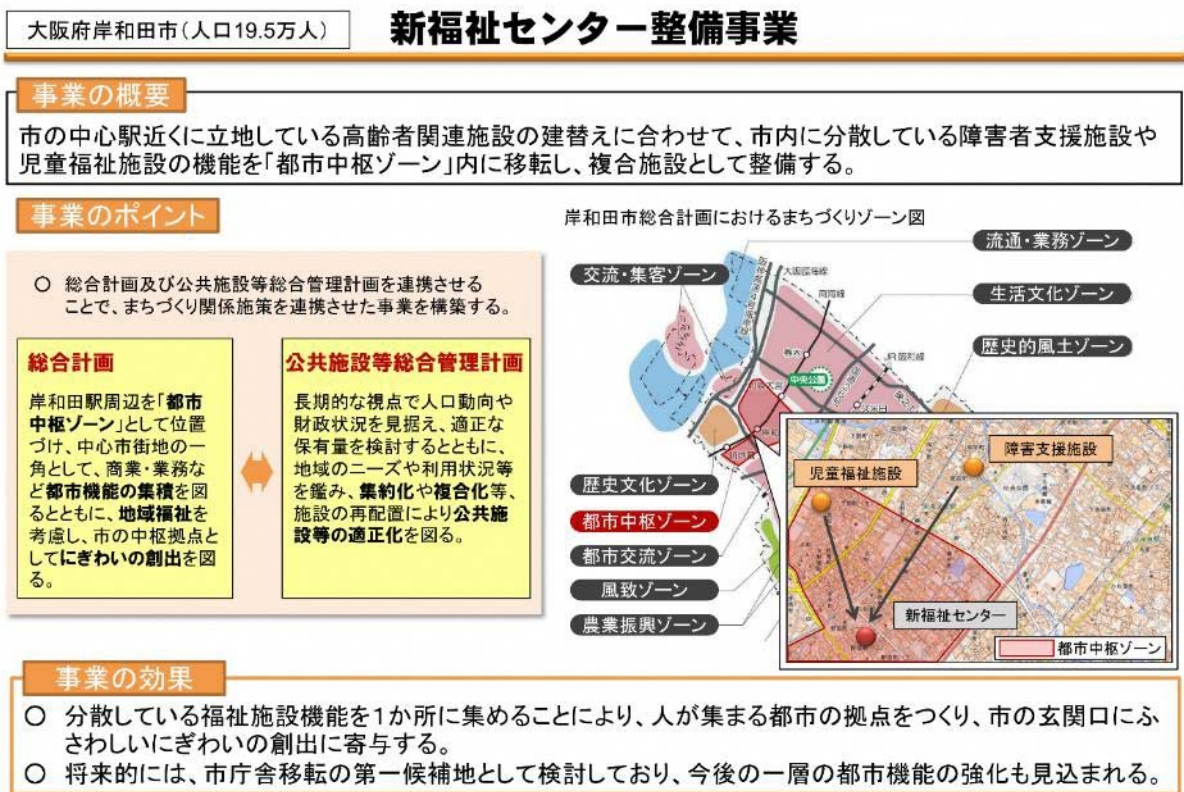 大阪府岸和田市(人口19.5万人)
新福祉センター整備事業
事業の概要
市の中心駅近くに立地している高齢者関連施設の建替えに合わせて、市内に分散している障害者支援施設や
児童福祉施設の機能を「都市中枢ゾーン」内に移転し、複合施設として整備する。
事業のポイント
○ 総合計画及び公共施設等総合管理計画を連携させる
ことで、まちづくり関係施策を連携させた事業を構築する。
総合計画
岸和田駅周辺を「都市
中枢ゾーン」として位置
づけ、中心市街地の一
角として、商業・業務な
ど都市機能の集積を図
るとともに、地域福祉を
考慮し、市の中枢拠点と
してにぎわいの創出を図
る。
公共施設等総合管理計画
長期的な視点で人口動向や
財政状況を見据え、適正な
保有量を検討するとともに、
地域のニーズや利用状況等
を鑑み、集約化や複合化等、
施設の再配置により公共施
設等の適正化を図る。
岸和田市総合計画におけるまちづくりゾーン図
流通・業務ゾーン
交流・集客ゾーン
大阪臨海線
南海線
生活文化ゾーン
春木
JR阪和線
歴史的風土ゾーン
中央公園
久米田
障害支援施設
児童福祉施設
歴史文化ゾーン
都市中枢ゾーン
都市交流ゾーン
風致ゾーン
農業振興ゾーン
新福祉センター
都市中枢ゾーン
事業の効果
○ 分散している福祉施設機能を1か所に集めることにより、人が集まる都市の拠点をつくり、市の玄関口にふ
さわしいにぎわいの創出に寄与する。
○ 将来的には、市庁舎移転の第一候補地として検討しており、今後の一層の都市機能の強化も見込まれる。